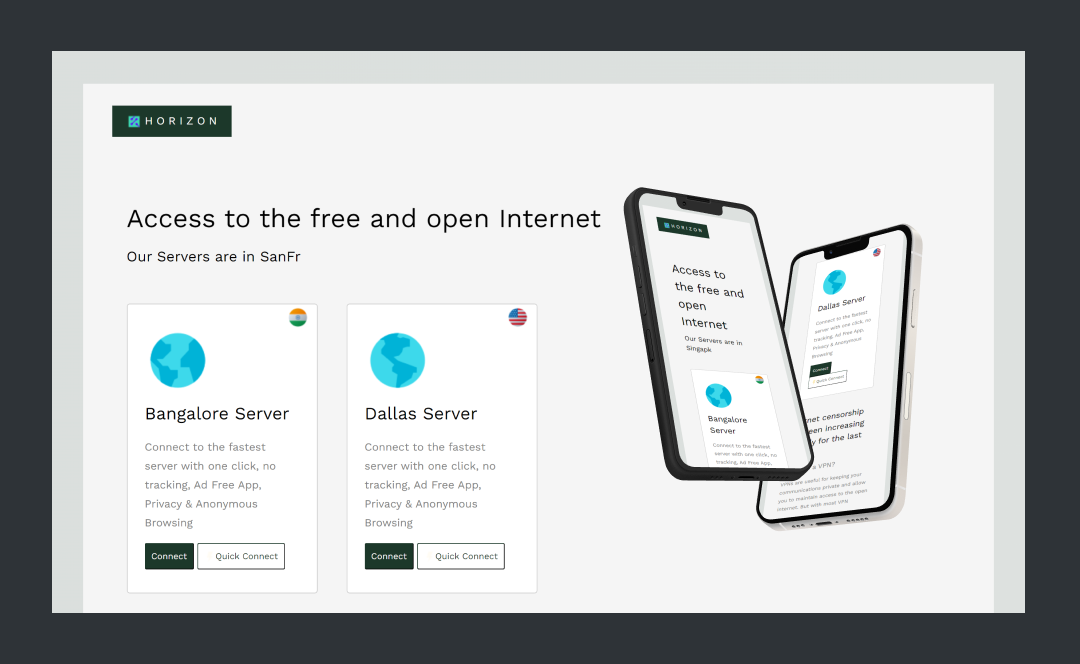 HORIZON
Access to the free and open Internet
Our Servers are in SanFr
Bangalore Server
Connect to the fastest
server with one click, no
tracking, Ad Free App,
Privacy & Anonymous
Browsing
Connect
Quick Connect
Dallas Server
Connect to the fastest
server with one click, no
tracking, Ad Free App,
Privacy & Anonymous
Browsing
Connect
Quick Connect
HORIZON
Access to
the free and
open
Internet
Our Servers are in
Singapk
Bangalore
Server
Connect to the fastest
server with one click, no
tracking, Ad Free App,
Dallas Server
Connect to the fastest
server with one click, no
tracking, Ad Free App,
Privacy & Anonymous
Browsing
Connect
Quick Connect
net censorship
een increasing
y for the last
s VPN?
VPNs are useful for keeping your
communications private and allow
you to maintain access to the open
internet. But with most VPN